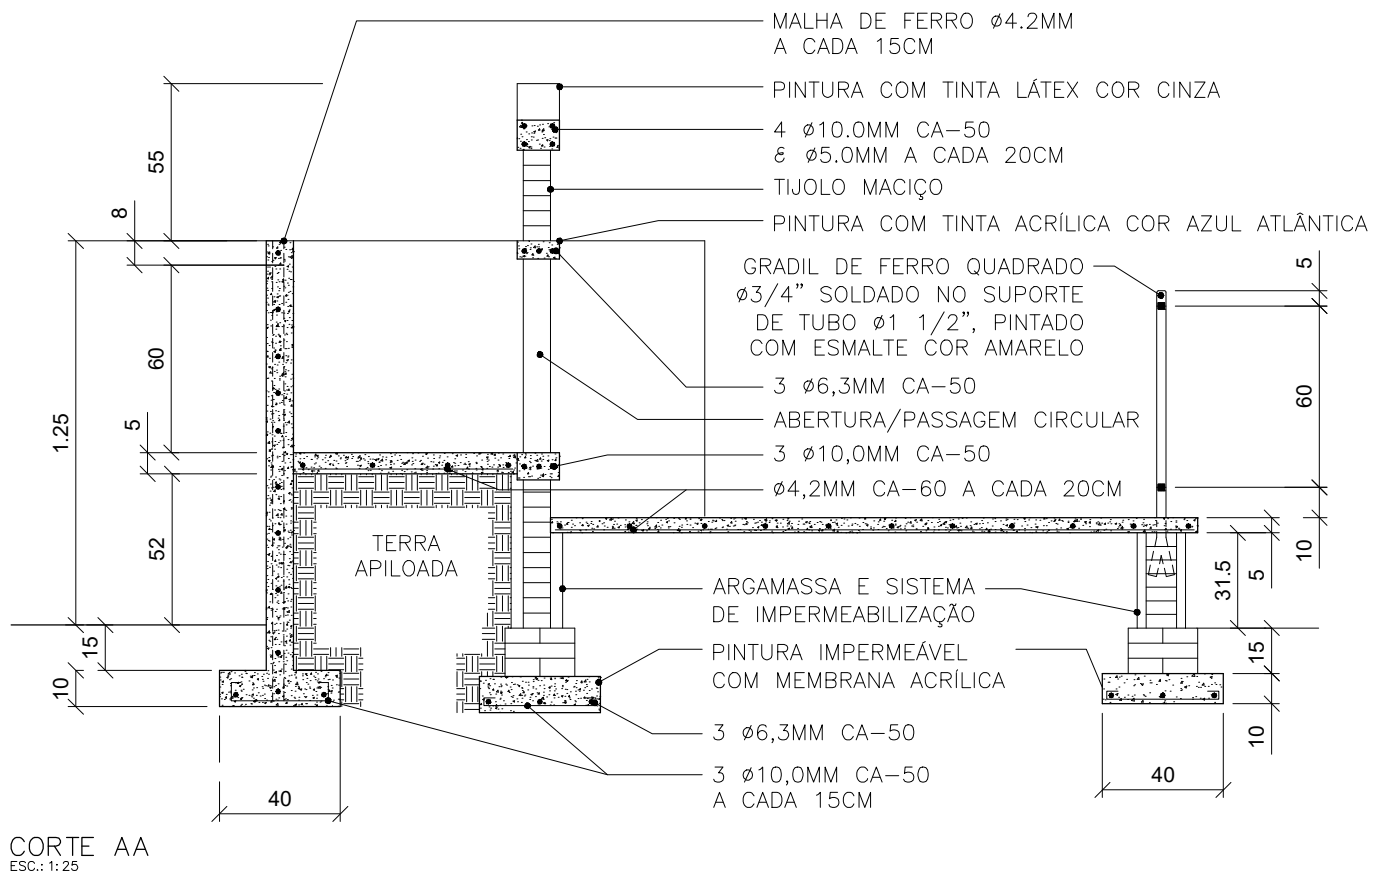 MALHA DE FERRO ø4.2MM
A CADA 15CM
PINTURA COM TINTA LÁTEX COR CINZA
4 ø10.0MM CA-50
& ø5.0MM A CADA 20CM
TIJOLO MACIÇO
PINTURA COM TINTA ACRÍLICA COR AZUL ATLÂNTICA
GRADIL DE FERRO QUADRADO
ø3/4" SOLDADO NO SUPORTE
DE TUBO ø1 1/2", PINTADO
COM ESMALTE COR AMARELO
3 ø6,3MM CA-50
ABERTURA/PASSAGEM CIRCULAR
3 ø10,0MM CA-50
ø4,2MM CA-60 A CADA 20CM
TERRA
APILOADA
ARGAMASSA E SISTEMA
DE IMPERMEABILIZAÇÃO
PINTURA IMPERMEÁVEL
COM MEMBRANA ACRÍLICA
3 ø6,3MM CA-50
3 ø10,0MM CA-50
A CADA 15CM
55
8
60
1.25
5
52
15
10
40
5
60
10
5
31.5
15
10
40
CORTE AA
ESC.: 1:25